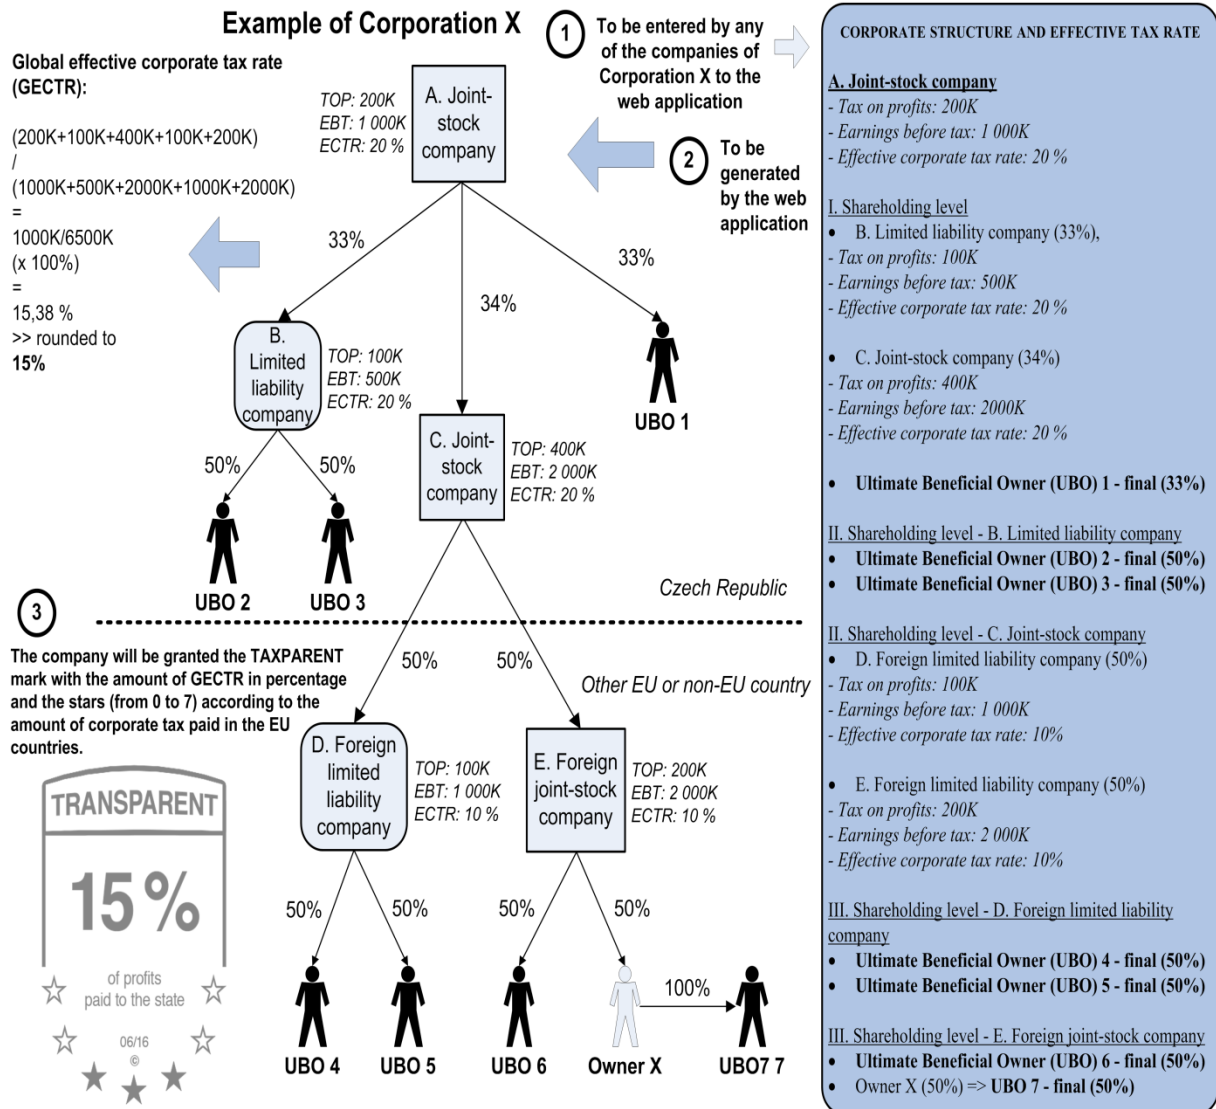 Example of Corporation X
1
To be entered by any
of the companies of
Corporation X to the
web application
Global effective corporate tax rate
(GECTR):
(200K+100K+400K+100K+200K)
/
(1000K+500K+2000K+1000K+2000K)
=
1000K/6500K
(x 100%)
=
15,38 %
>> rounded to
15%
TOP: 200K
EBT: 1 000K
ECTR: 20 %
A. Joint-
stock
company
2
To be
generated
by the web
application
33%
34%
33%
B.
Limited
liability
company
TOP: 100K
EBT: 500K
ECTR: 20 %
UBO 1
C. Joint-
stock
company
TOP: 400K
EBT: 2 000K
ECTR: 20 %
50%
50%
UBO 2
UBO 3
Czech Republic
3
The company will be granted the TAXPARENT
mark with the amount of GECTR in percentage
and the stars (from 0 to 7) according to the
amount of corporate tax paid in the EU
countries.
50%
50%
Other EU or non-EU country
D. Foreign
limited
liability
company
TOP: 100K
EBT: 1 000K
ECTR: 10 %
E. Foreign
joint-stock
company
TOP: 200K
EBT: 2 000K
ECTR: 10 %
TRANSPARENT
15%
of profits
paid to the state
06/16
©
50%
50%
50%
50%
100%
UBO 4
UBO 5
UBO 6
Owner X
UBO7 7
CORPORATE STRUCTURE AND EFFECTIVE TAX RATE
A. Joint-stock company
- Tax on profits: 200K
- Earnings before tax: 1 000K
- Effective corporate tax rate: 20 %
I. Shareholding level
• B. Limited liability company (33%),
- Tax on profits: 100K
- Earnings before tax: 500K
- Effective corporate tax rate: 20 %
• C. Joint-stock company (34%)
- Tax on profits: 400K
- Earnings before tax: 2000K
- Effective corporate tax rate: 20 %
• Ultimate Beneficial Owner (UBO) 1 - final (33%)
II. Shareholding level - B. Limited liability company
• Ultimate Beneficial Owner (UBO) 2 - final (50%)
• Ultimate Beneficial Owner (UBO) 3 - final (50%)
II. Shareholding level - C. Joint-stock company
• D. Foreign limited liability company (50%)
- Tax on profits: 100K
- Earnings before tax: 1 000K
- Effective corporate tax rate: 10%
• E. Foreign limited liability company (50%)
- Tax on profits: 200K
- Earnings before tax: 2 000K
- Effective corporate tax rate: 10%
III. Shareholding level - D. Foreign limited liability
company
• Ultimate Beneficial Owner (UBO) 4 - final (50%)
• Ultimate Beneficial Owner (UBO) 5 - final (50%)
III. Shareholding level - E. Foreign joint-stock company
• Ultimate Beneficial Owner (UBO) 6 - final (50%)
• Owner X (50%) => UBO 7 - final (50%)